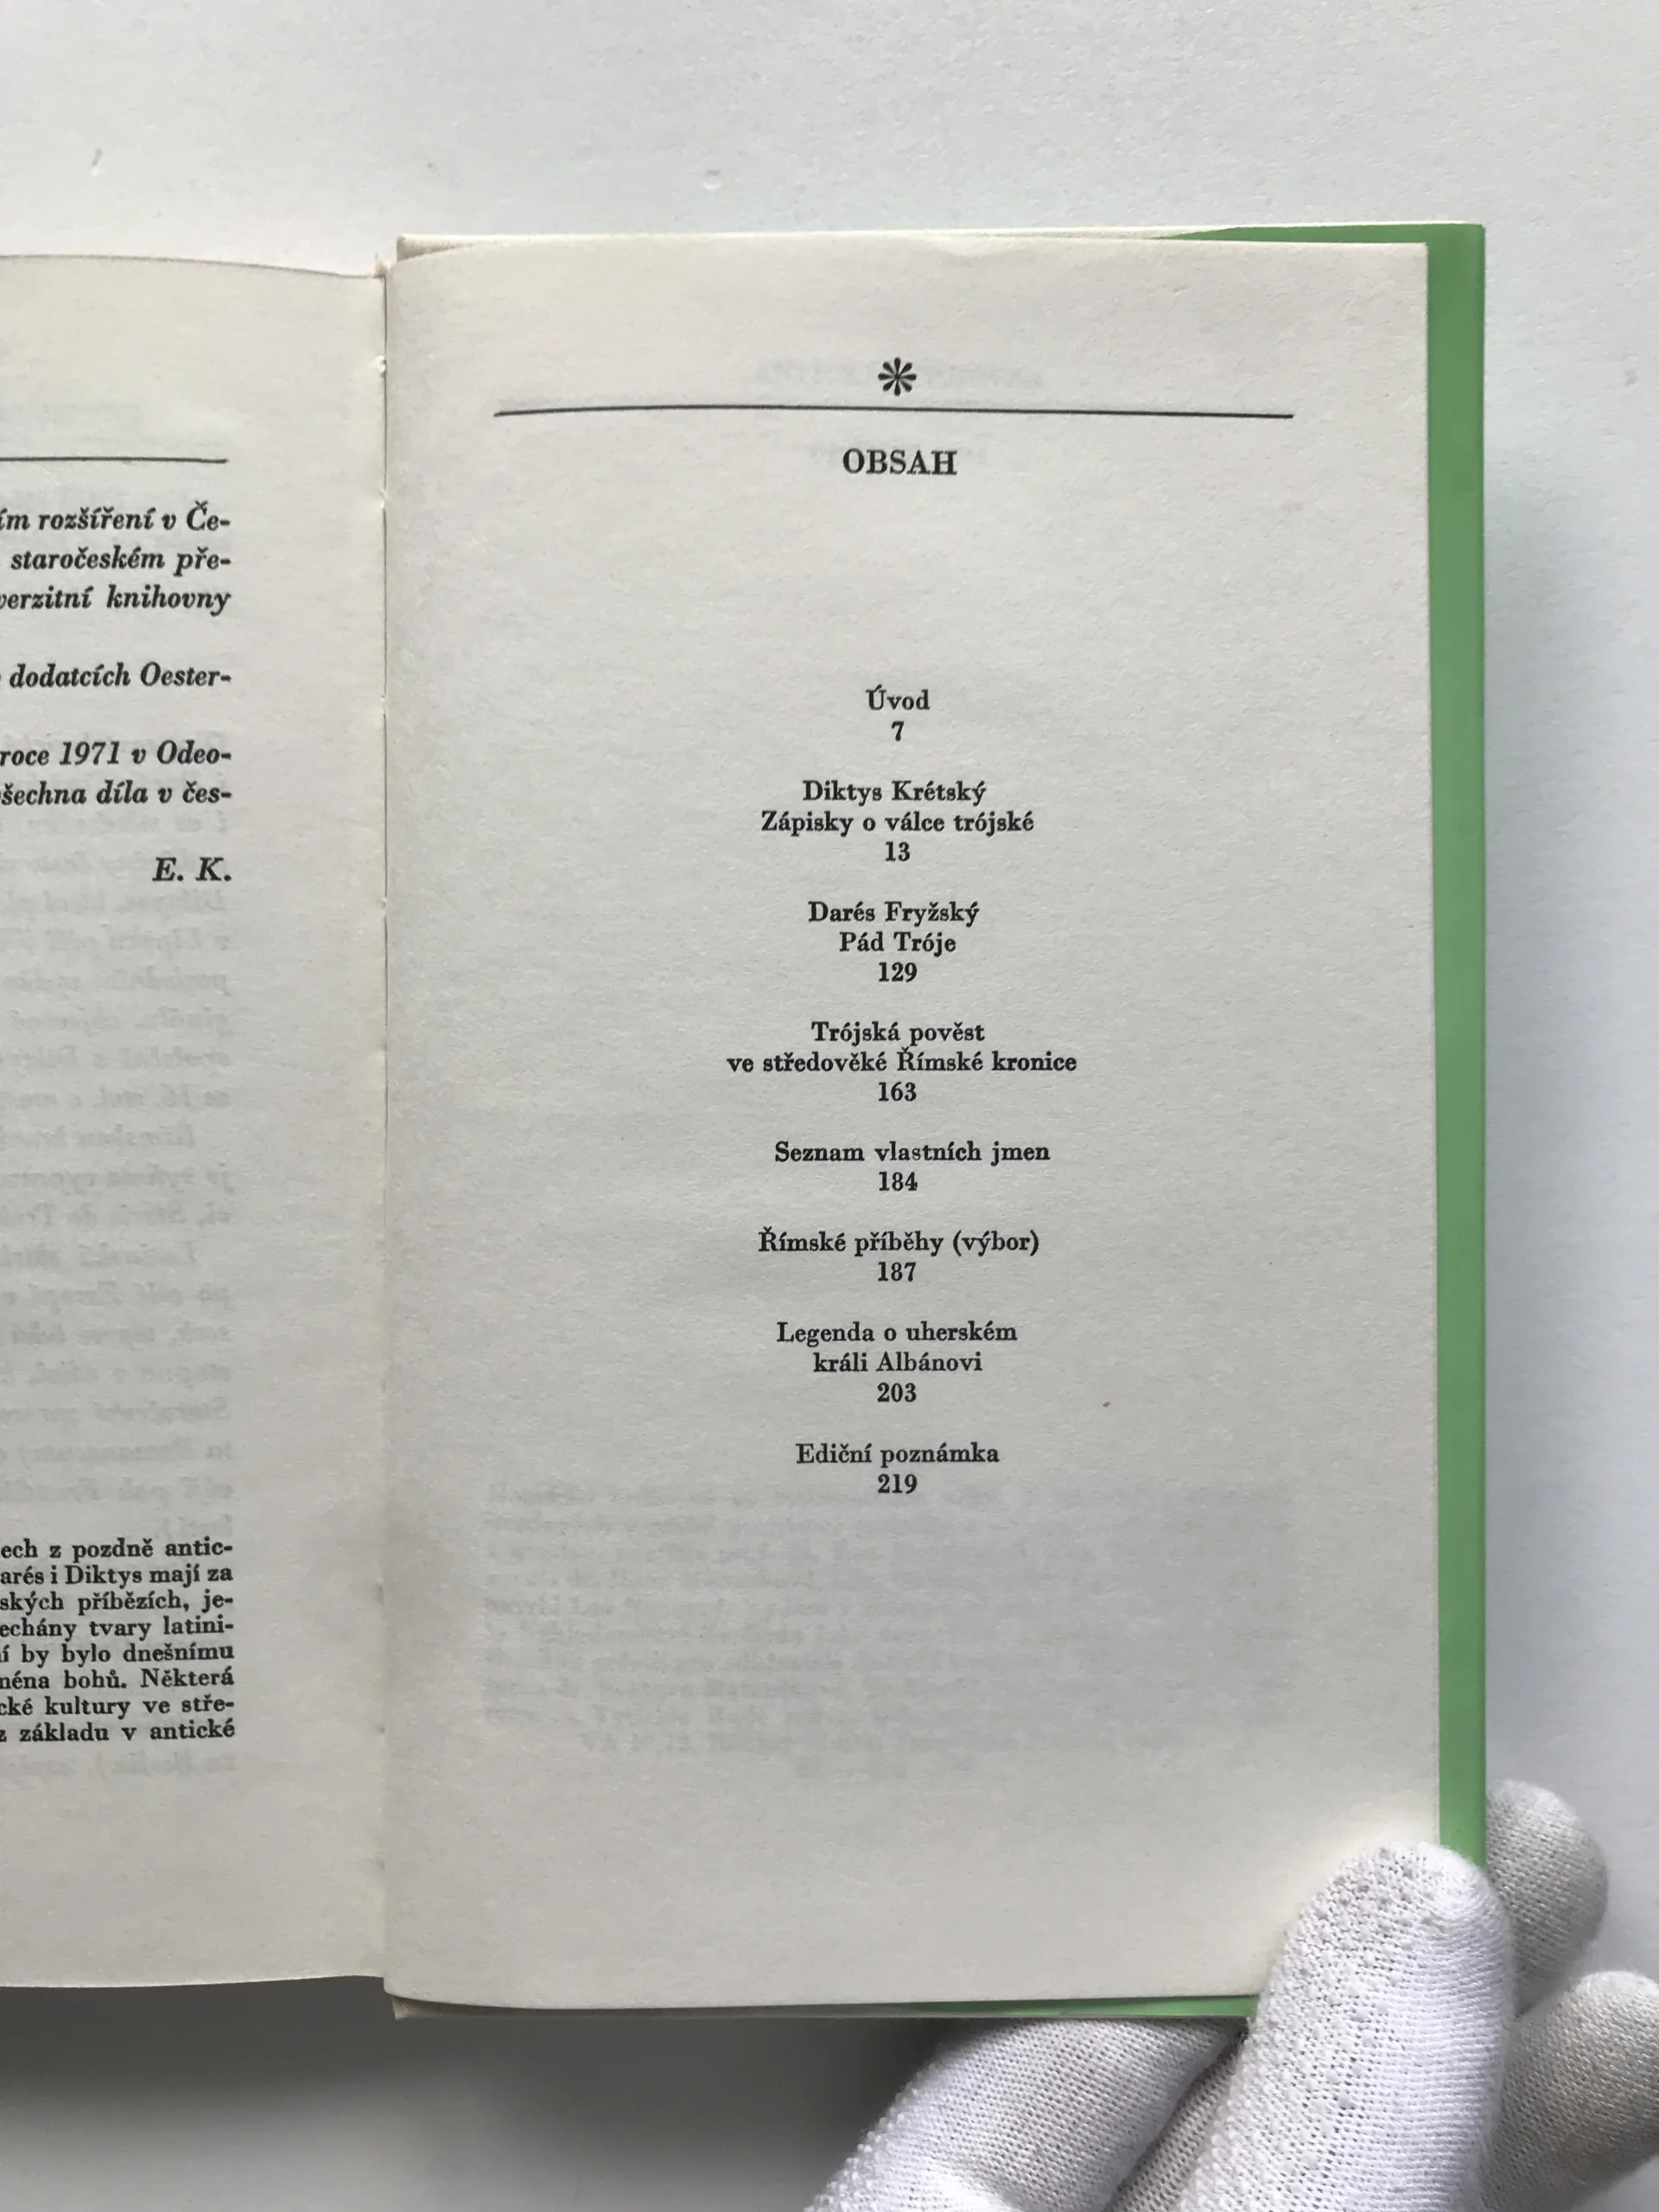 ím rozšíření v Če-
staročeském pře-
verzitní knihovny
dodatcích Oester-
roce 1971 v Odeo-
šechna díla v čes-
E. K.
ech z pozdně antic-
arés i Diktys mají za
ských příbězích, je-
echány tvary latini-
í by bylo dnešnímu
ména bohů. Některá
cké kultury ve stře-
z základu v antické
OBSAH
Úvod
7
Diktys Krétský
Zápisky o válce trójské
13
Darés Fryžský
Pád Tróje
129
Trójská pověst
ve středověké Římské kronice
163
Seznam vlastních jmen
184
Římské příběhy (výbor)
187
Legenda o uherském
králi Albánovi
203
Ediční poznámka
219